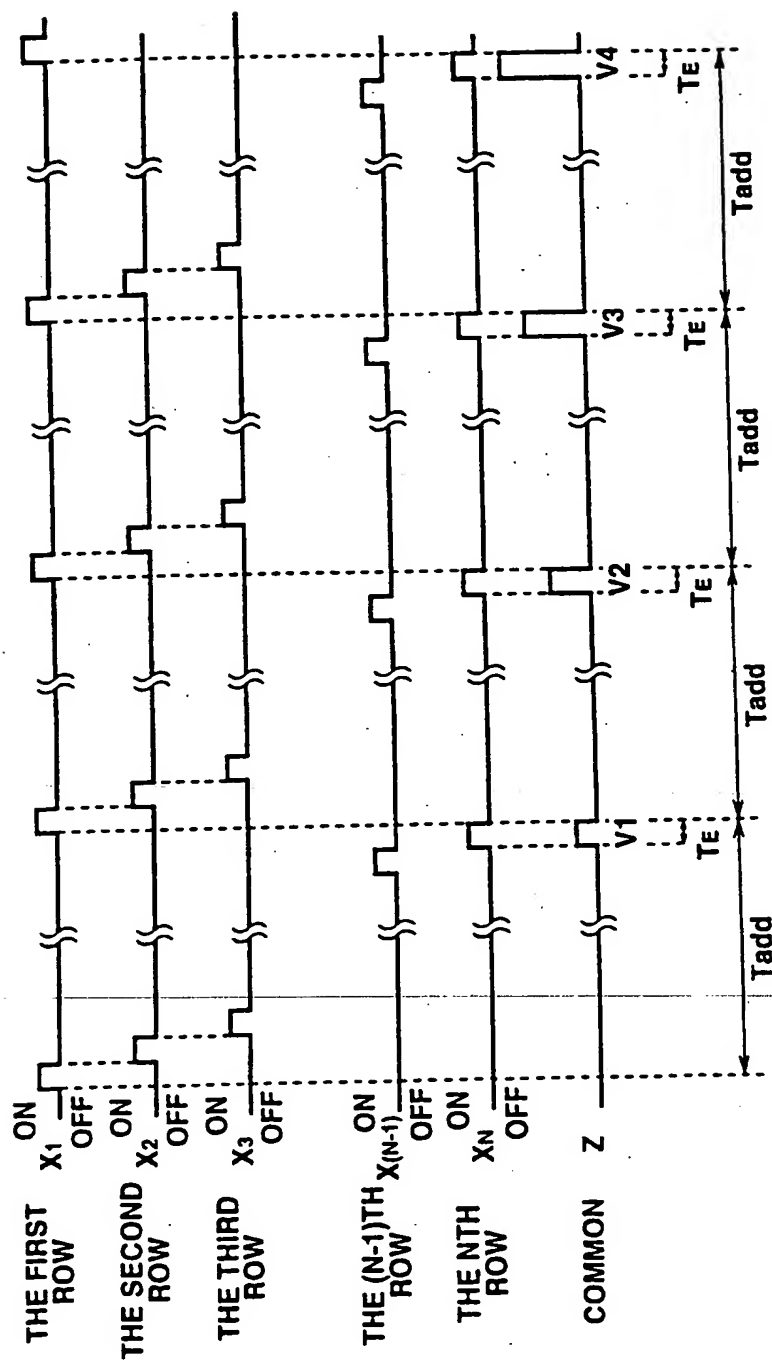 THE FIRST
ROW
X1
ON
OFF
THE SECOND
ROW
X2
ON
OFF
THE THIRD
ROW
X3
ON
OFF
THE (N-1)TH
ROW
X(N-1)
ON
OFF
THE NTH
ROW
XN
ON
OFF
COMMON
Z
V1
V2
V3
V4
TE
TE
TE
TE
Tadd
Tadd
Tadd
Tadd